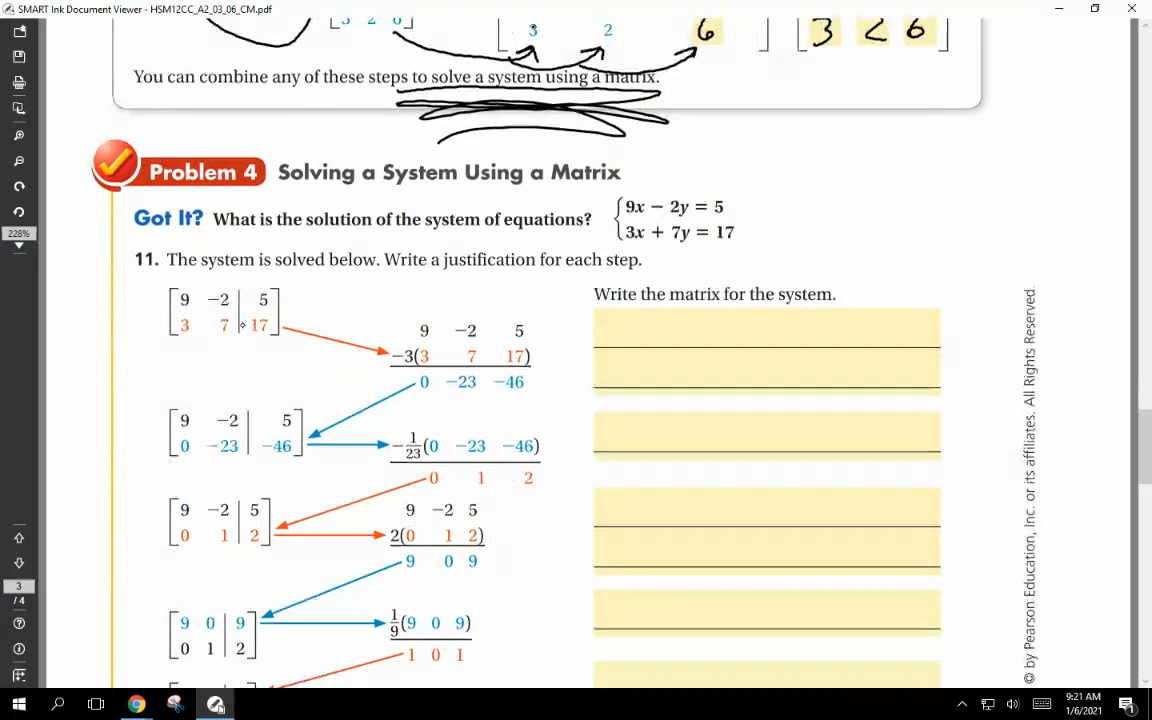 SMART Ink Document Viewer - HSM12CC_A2_03_06_CM.pdf
3 2 6
3 2 6
3 2 6
You can combine any of these steps to solve a system using a matrix.
Problem 4 Solving a System Using a Matrix
Got It? What is the solution of the system of equations?
9x − 2y = 5
3x + 7y = 17
11. The system is solved below. Write a justification for each step.
Write the matrix for the system.
9 −2 | 5
3 7 | 17
9 −2 5
−3(3 7 17)
0 −23 −46
9 −2 | 5
0 −23 | −46
−1/23(0 −23 −46)
0 1 2
9 −2 | 5
0 1 | 2
9 −2 5
2(0 1 2)
9 0 9
9 0 | 9
0 1 | 2
1/9(9 0 9)
1 0 1
© by Pearson Education, Inc. or its affiliates. All Rights Reserved.
228%
3
/ 4
9:21 AM
1/6/2021
1